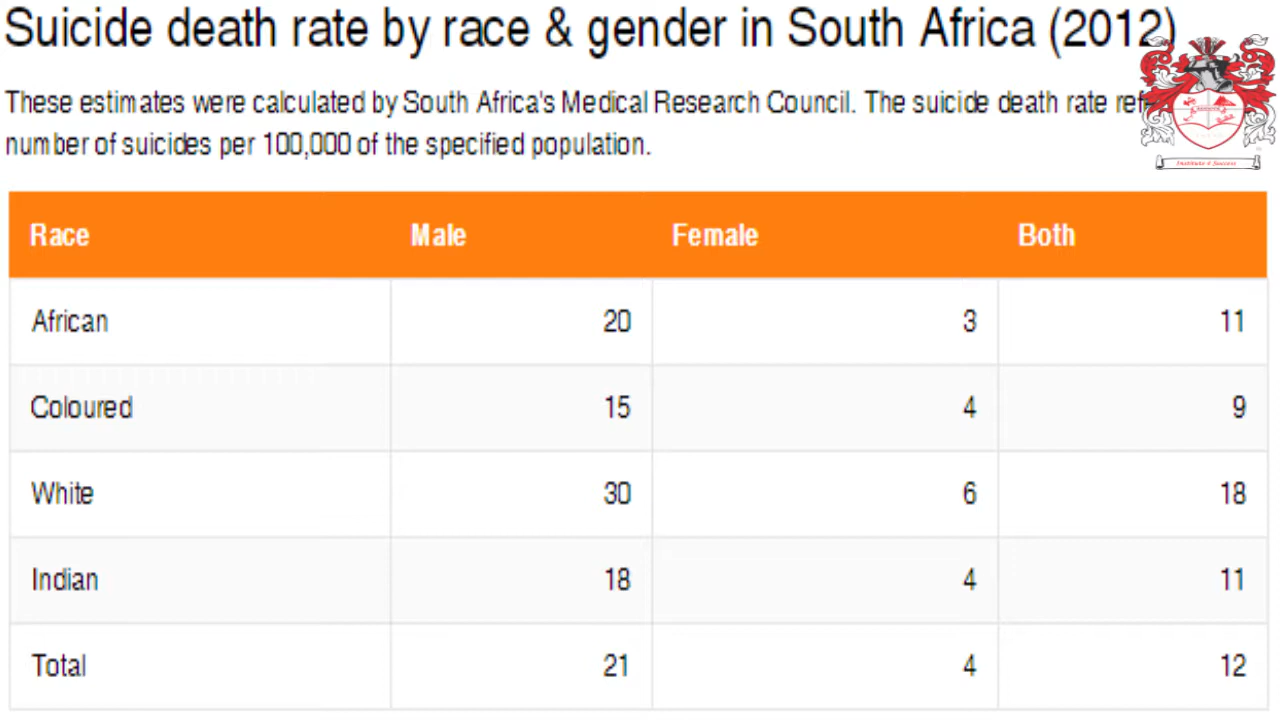 Suicide death rate by race & gender in South Africa (2012)
These estimates were calculated by South Africa's Medical Research Council. The suicide death rate
number of suicides per 100,000 of the specified population.
Race Male Female Both
African 20 3 11
Coloured 15 4 9
White 30 6 18
Indian 18 4 11
Total 21 4 12
Institute 4 Success